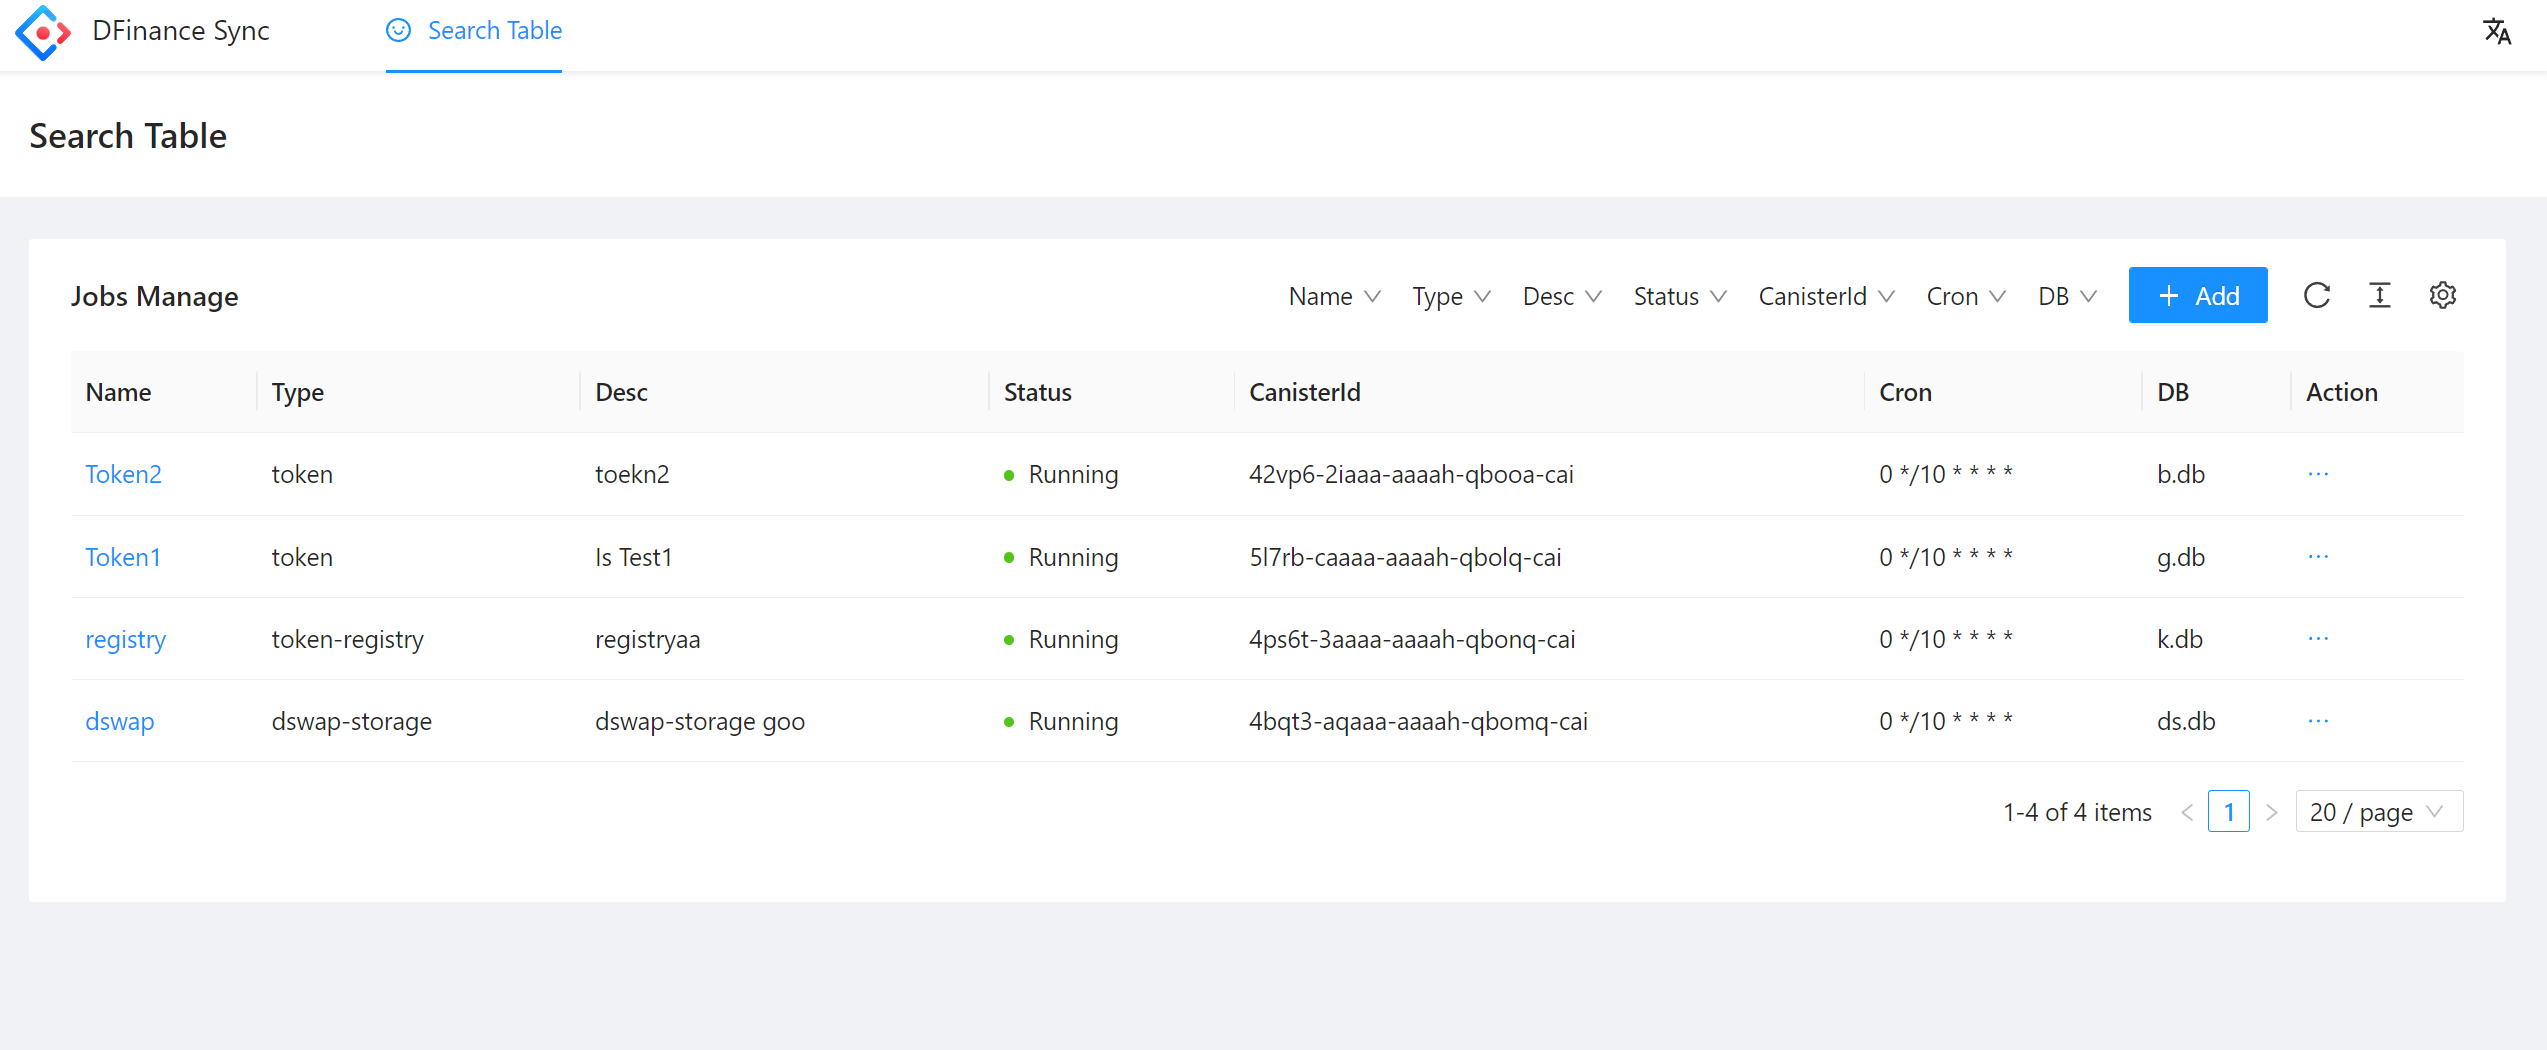 DFinance Sync Search Table
Search Table
Jobs Manage Name Type Desc Status CanisterId Cron DB + Add
Name Type Desc Status CanisterId Cron DB Action
Token2 token toekn2 Running 42vp6-2iaaa-aaaah-qbooa-cai 0 */10 * * * * b.db ···
Token1 token Is Test1 Running 5l7rb-caaaa-aaaah-qbolq-cai 0 */10 * * * * g.db ···
registry token-registry registryaa Running 4ps6t-3aaaa-aaaah-qbonq-cai 0 */10 * * * * k.db ···
dswap dswap-storage dswap-storage goo Running 4bqt3-aqaaa-aaaah-qbomq-cai 0 */10 * * * * ds.db ···
1-4 of 4 items < 1 > 20 / page